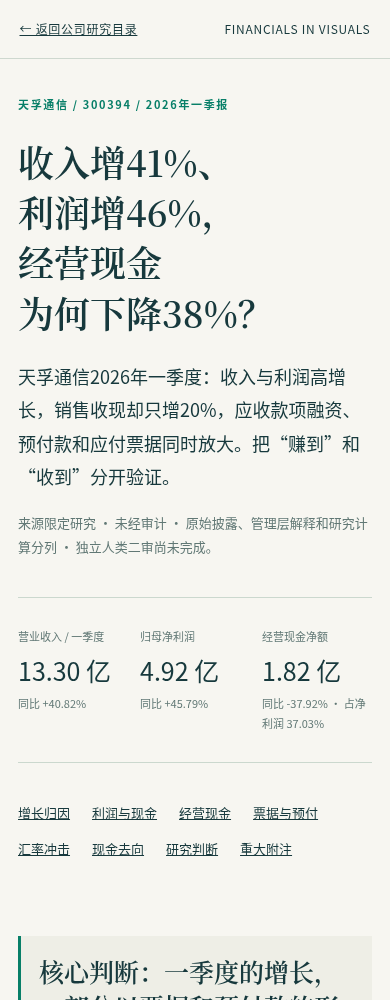 ← 返回公司研究目录
FINANCIALS IN VISUALS
天孚通信 / 300394 / 2026年一季报
收入增41%、
利润增46%，
经营现金
为何下降38%？
天孚通信2026年一季度：收入与利润高增
长，销售收现却只增20%，应收款项融资、
预付款和应付票据同时放大。把“赚到”和
“收到”分开验证。
来源限定研究 · 未经审计 · 原始披露、管理层解释和研究计
算分列 · 独立人类二审尚未完成。
营业收入 / 一季度
归母净利润
经营现金净额
13.30 亿
4.92 亿
1.82 亿
同比 +40.82%
同比 +45.79%
同比 -37.92% · 占净
利润 37.03%
增长归因 利润与现金 经营现金 票据与预付
汇率冲击 现金去向 研究判断 重大附注
核心判断：一季度的增长，